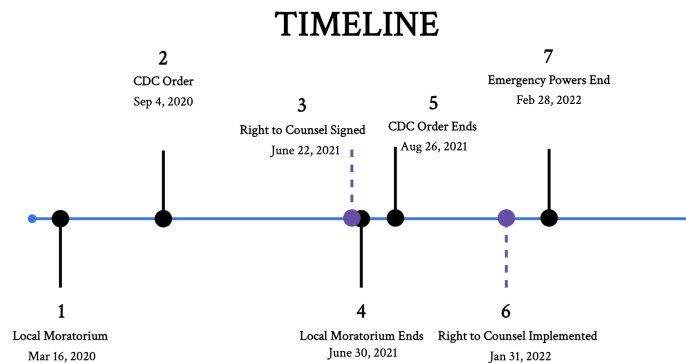 TIMELINE
2
CDC Order
Sep 4, 2020
3
Right to Counsel Signed
June 22, 2021
5
CDC Order Ends
Aug 26, 2021
7
Emergency Powers End
Feb 28, 2022
1
Local Moratorium
Mar 16, 2020
4
Local Moratorium Ends
June 30, 2021
6
Right to Counsel Implemented
Jan 31, 2022